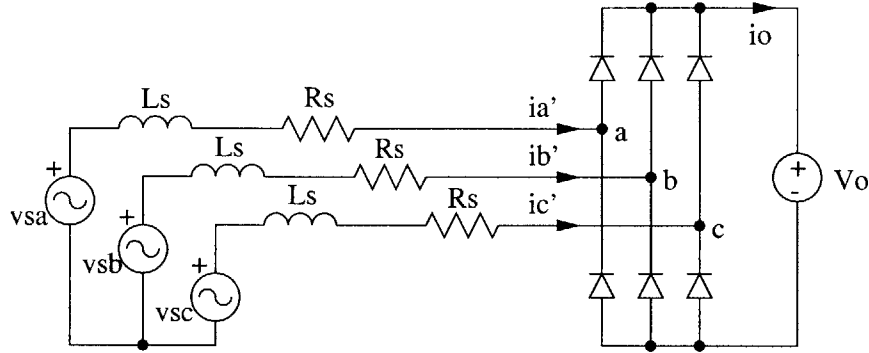 io
Ls
Rs
ia'
a
+
vsa
Ls
Rs
ib'
b
+
-
Vo
+
vsb
Ls
Rs
ic'
c
+
vsc